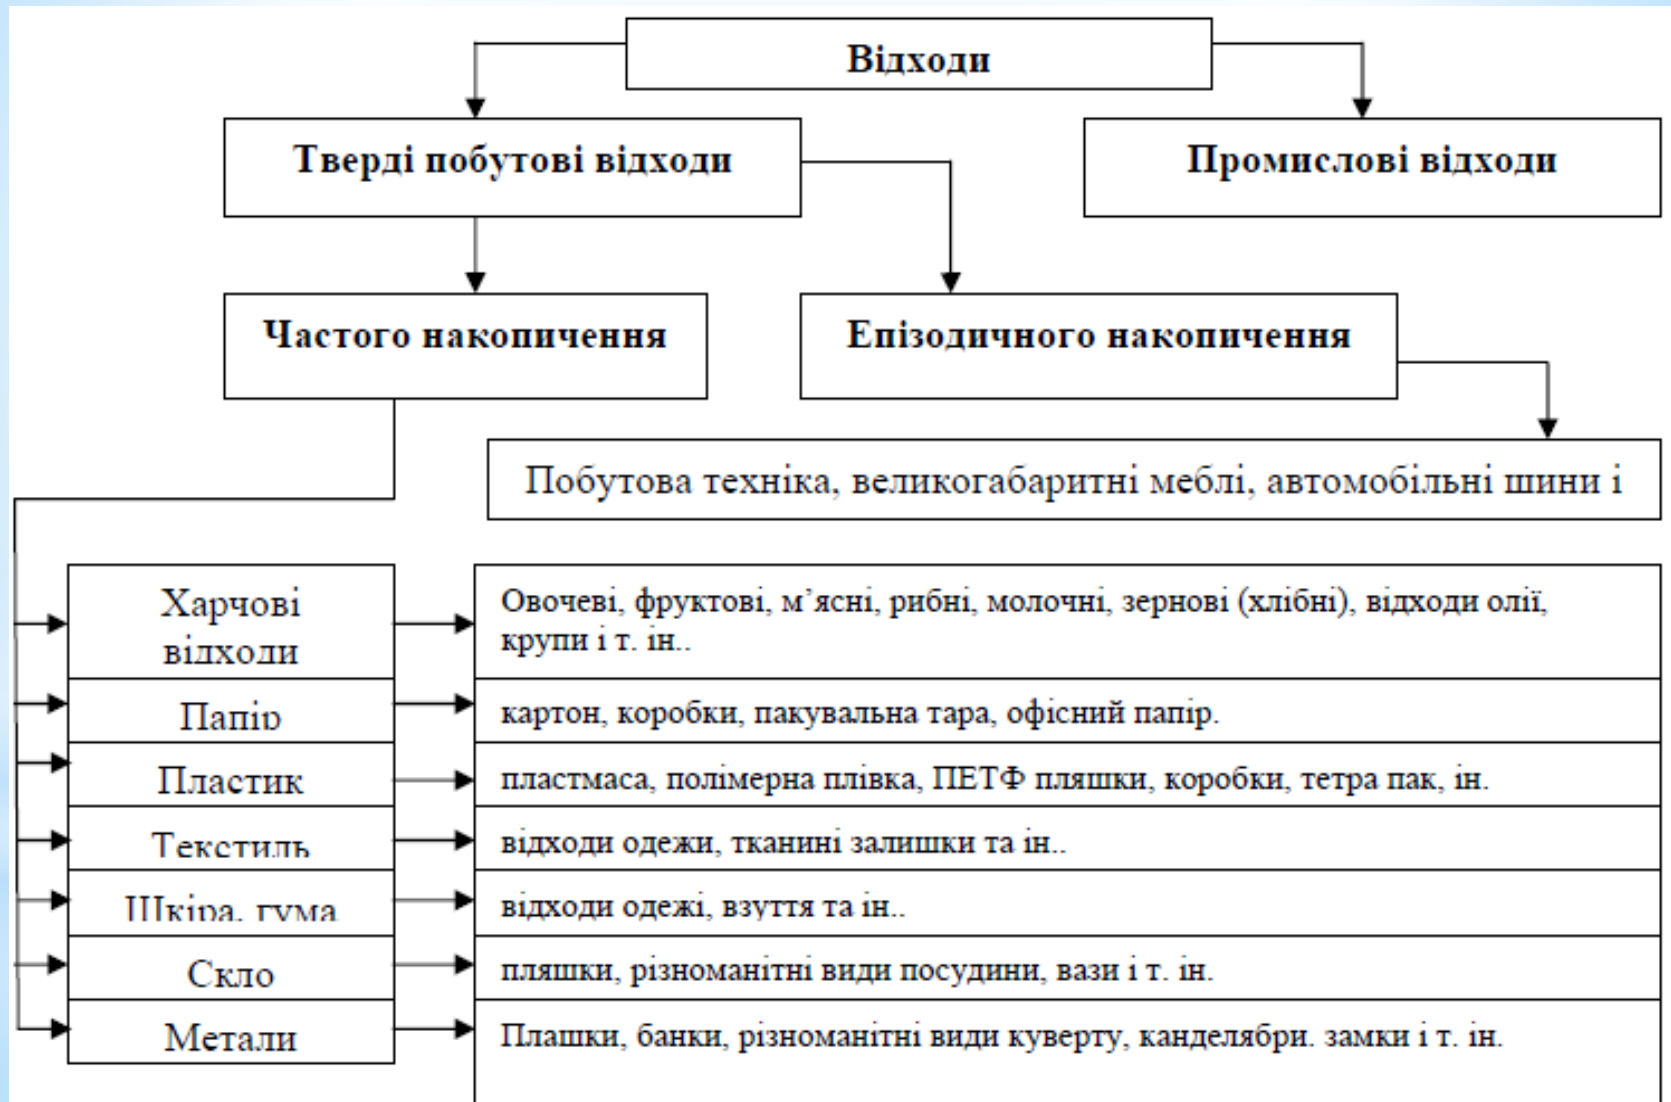 Відходи
Тверді побутові відходи
Промислові відходи
Частого накопичення
Епізодичного накопичення
Побутова техніка, великогабаритні меблі, автомобільні шини і
Харчові
відходи
Овочеві, фруктові, м’ясні, рибні, молочні, зернові (хлібні), відходи олії,
крупи і т. ін..
Папір
картон, коробки, пакувальна тара, офісний папір.
Пластик
пластмаса, полімерна плівка, ПЕТФ пляшки, коробки, тетра пак, ін.
Текстиль
відходи одежи, тканині залишки та ін..
Шкіра, гума
відходи одежі, взуття та ін..
Скло
пляшки, різноманітні види посудини, вази і т. ін.
Метали
Плашки, банки, різноманітні види куверту, канделябри. замки і т. ін.